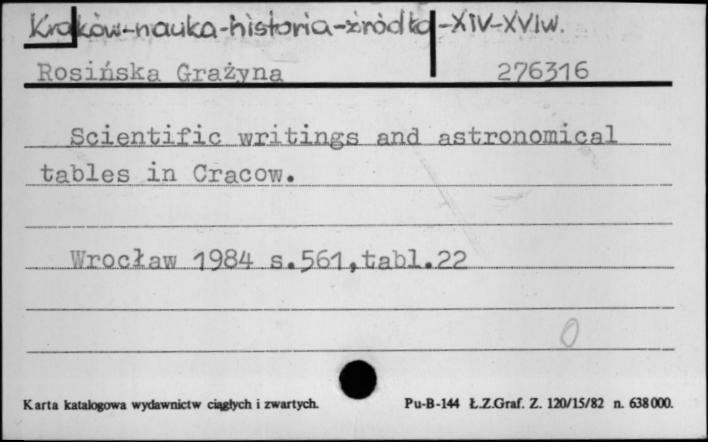 Kraków-nauka-historia-źródła-XIV-XVIw.
Rosińska Grażyna 276316
Scientific writings and astronomical
tables in Cracow.
Wrocław 1984 s.561,tabl.22
0
Karta katalogowa wydawnictw ciągłych i zwartych. Pu-B-144 Ł.Z.Graf. Z. 120/15/82 n. 638000.